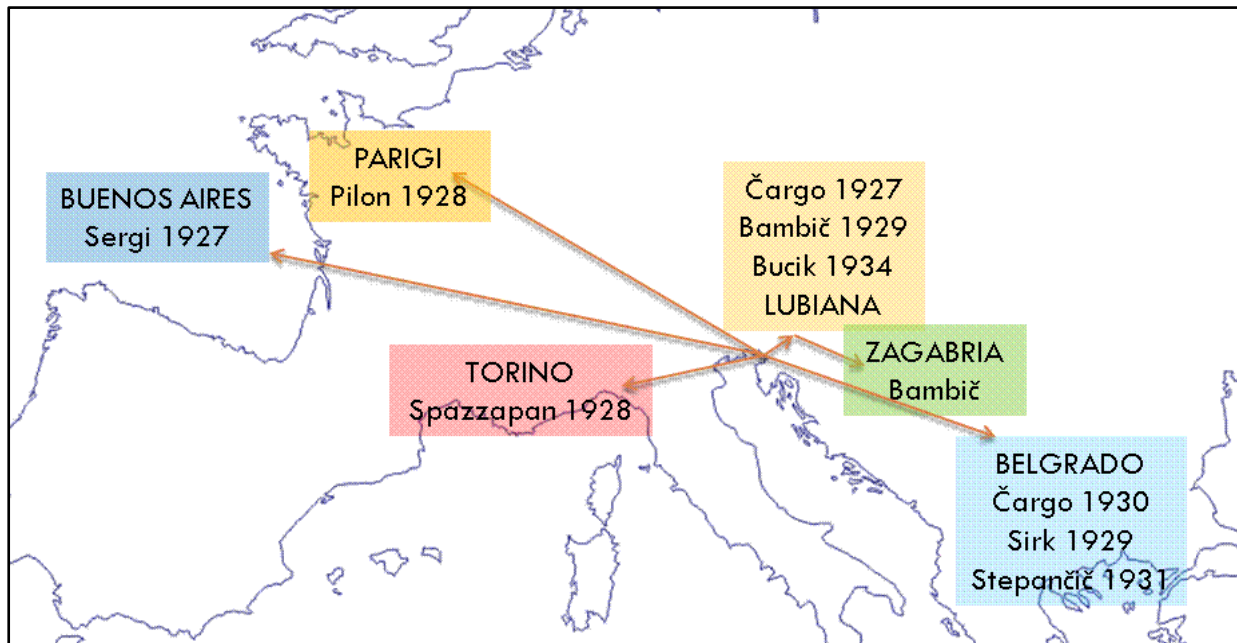 PARIGI
Pilon 1928
BUENOS AIRES
Sergi 1927
Čargo 1927
Bambič 1929
Bucik 1934
LUBIANA
ZAGABRIA
Bambič
TORINO
Spazzapan 1928
BELGRADO
Čargo 1930
Sirk 1929
Stepančič 1931